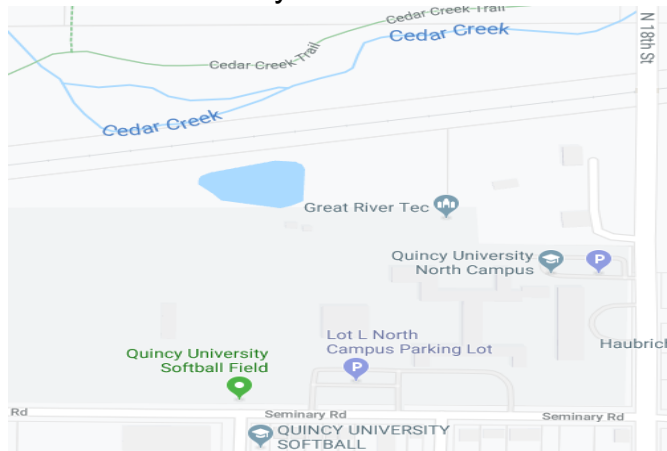 Cedar Creek Trail
Cedar Creek
N 18th St
Cedar Creek Trail
Cedar Creek
Great River Tec
Quincy University
North Campus
P
Haubrich
Lot L North
Campus Parking Lot
P
Quincy University
Softball Field
Rd
Seminary Rd
Seminary Rd
QUINCY UNIVERSITY
SOFTBALL